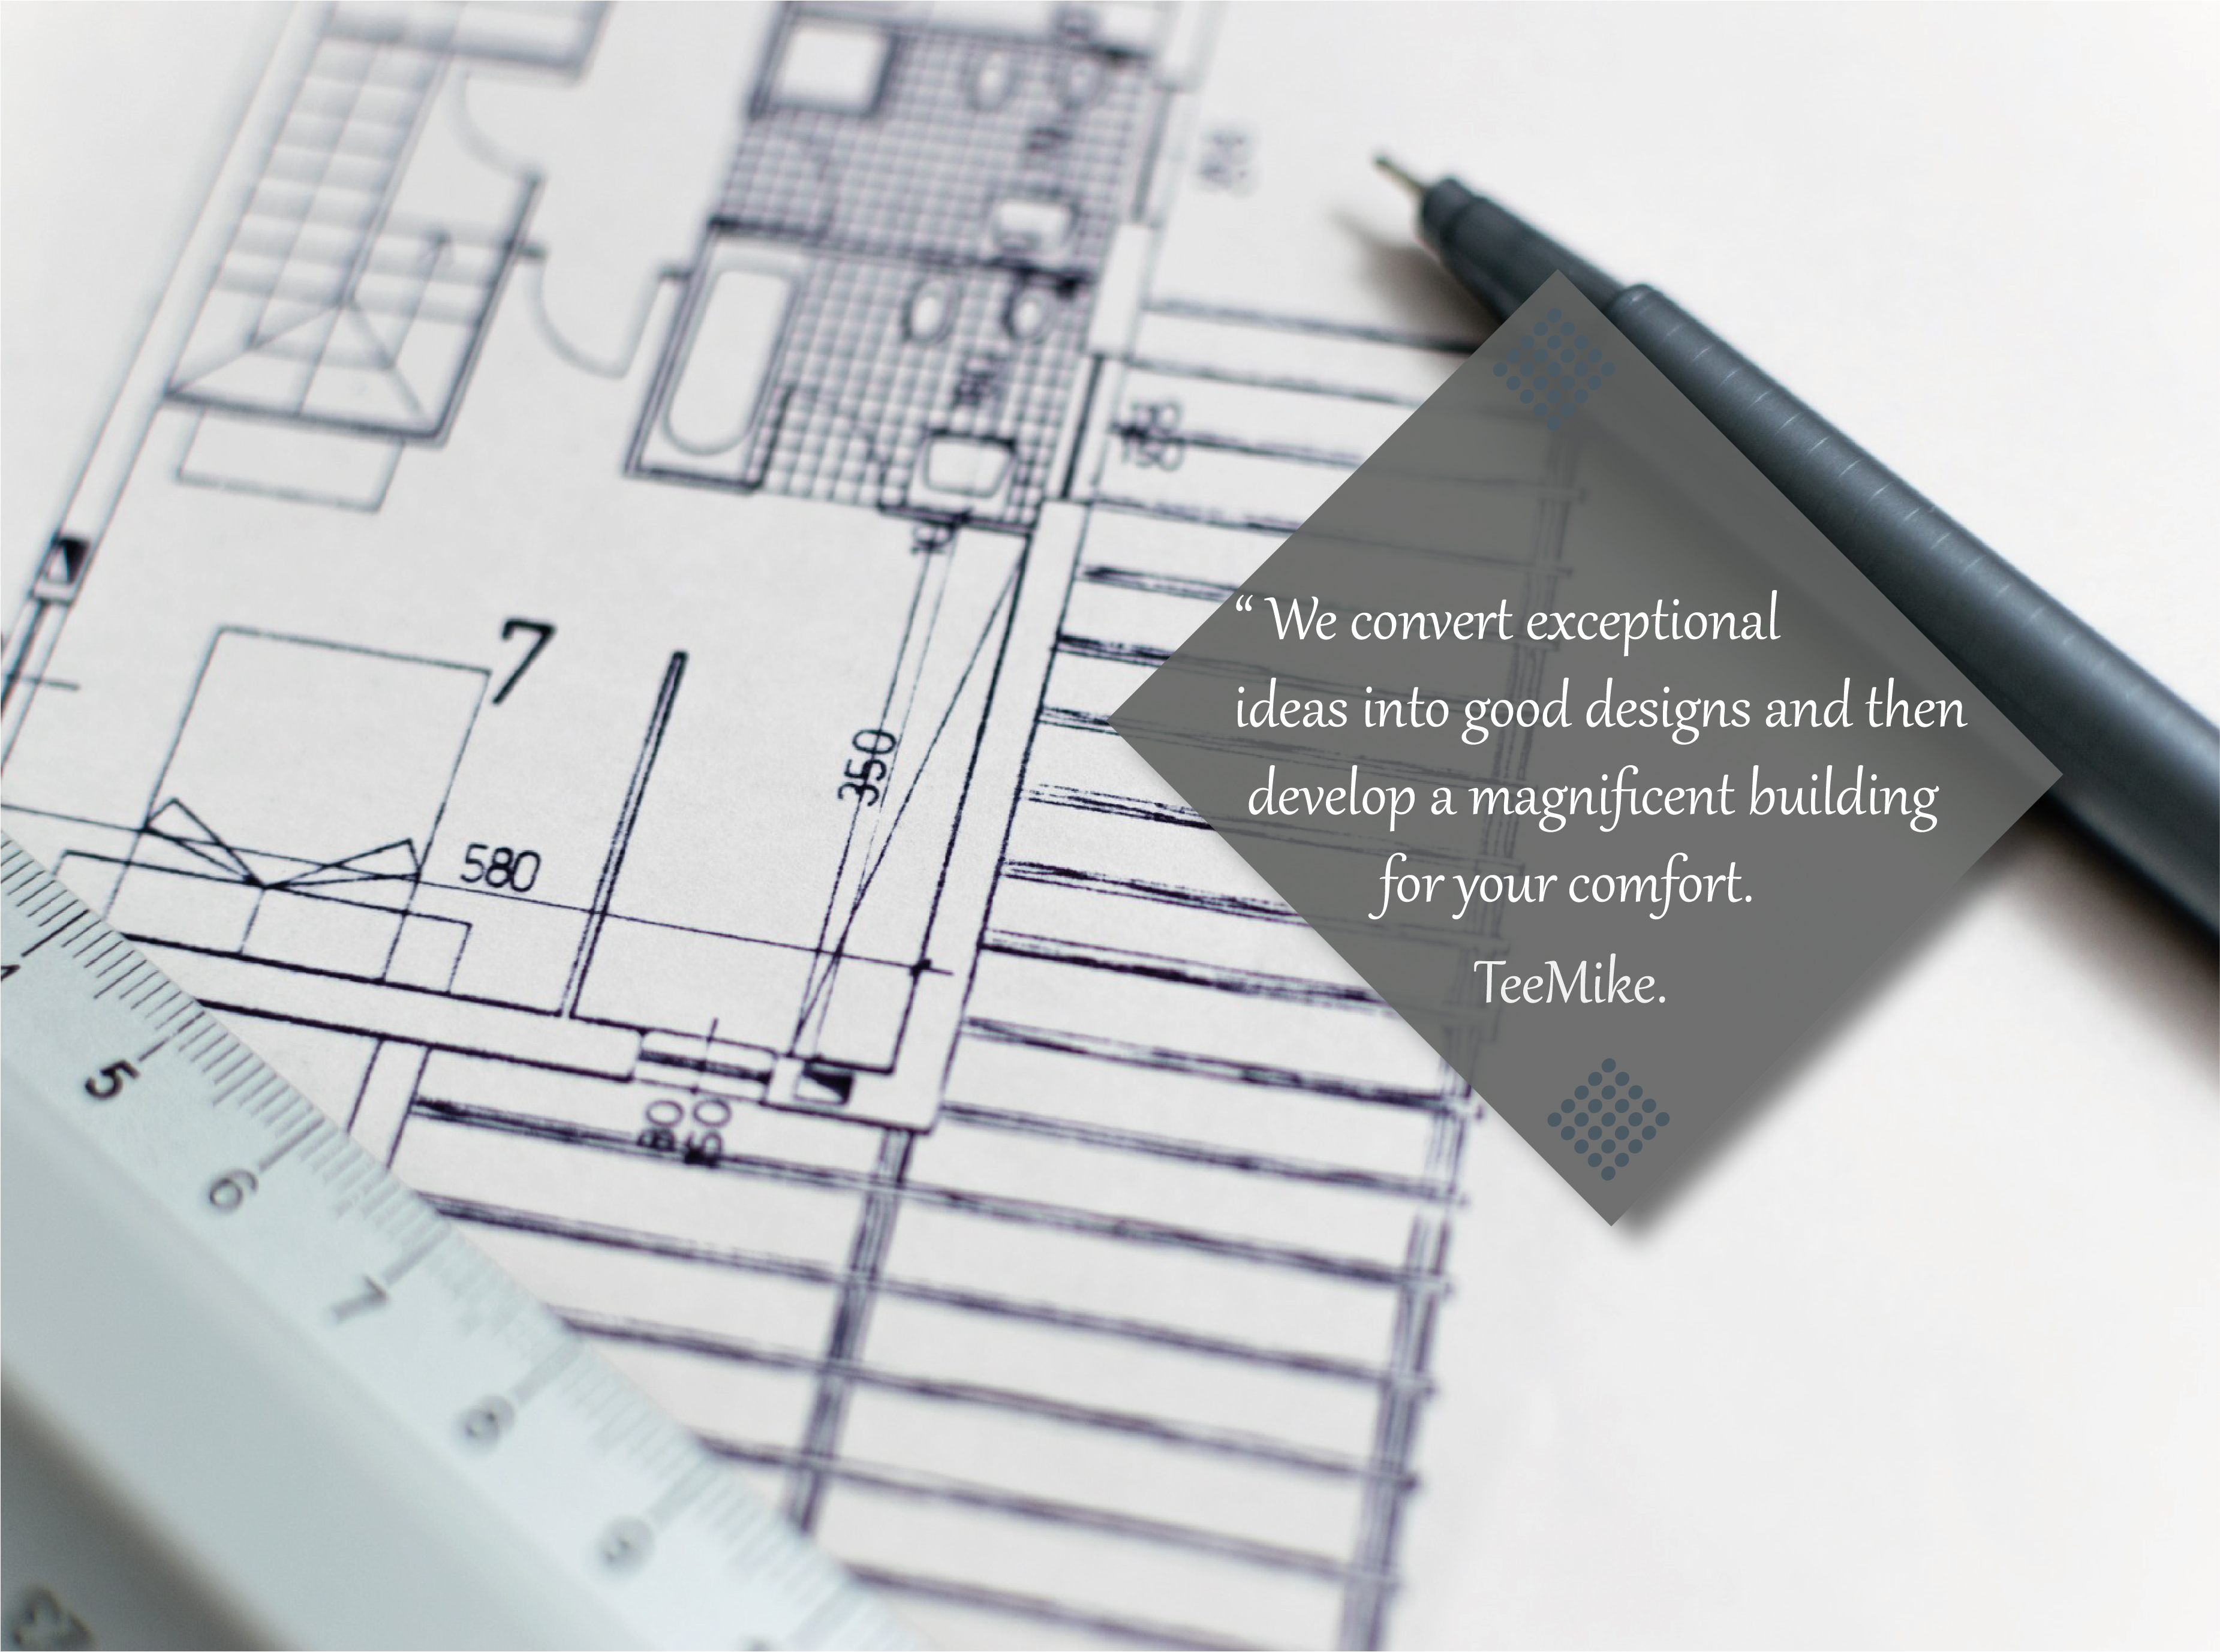 “ We convert exceptional
ideas into good designs and then
develop a magnificent building
for your comfort.
TeeMike.
7
350
580
5
6
7
8
9